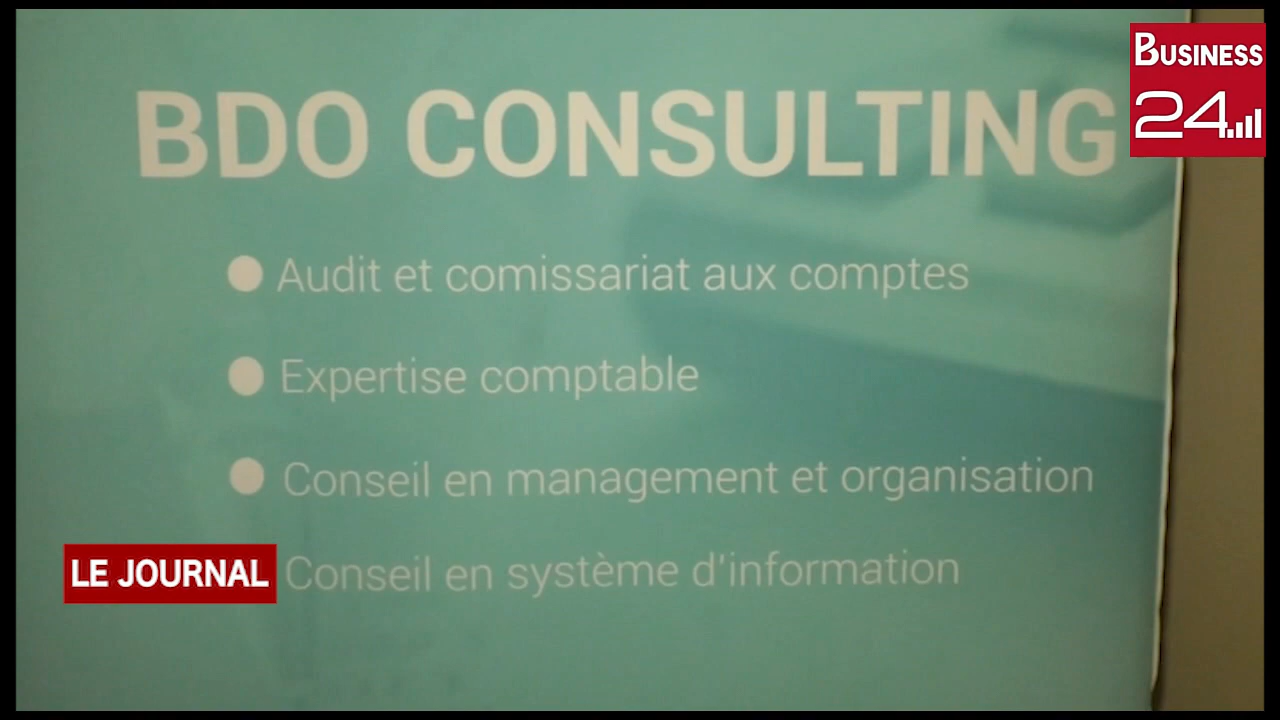 BUSINESS
24
BDO CONSULTING
Audit et comissariat aux comptes
Expertise comptable
Conseil en management et organisation
LE JOURNAL
Conseil en système d'information